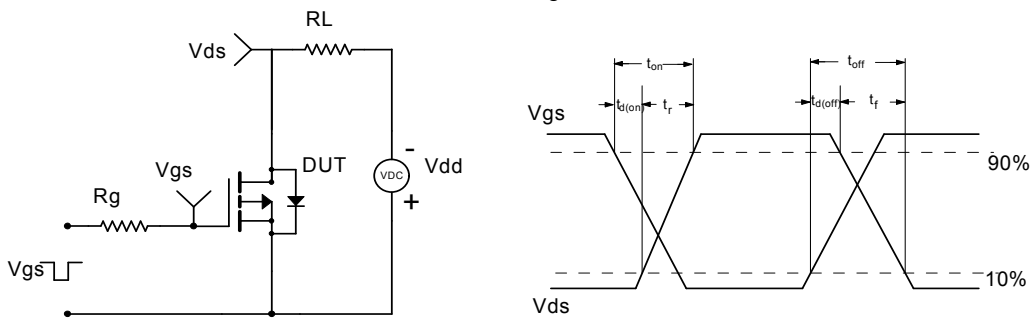 RL
Vds
Vgs
DUT
-
VDC
Vdd
+
Rg
Vgs
ton
toff
td(on)
tr
td(off)
tf
Vgs
90%
10%
Vds